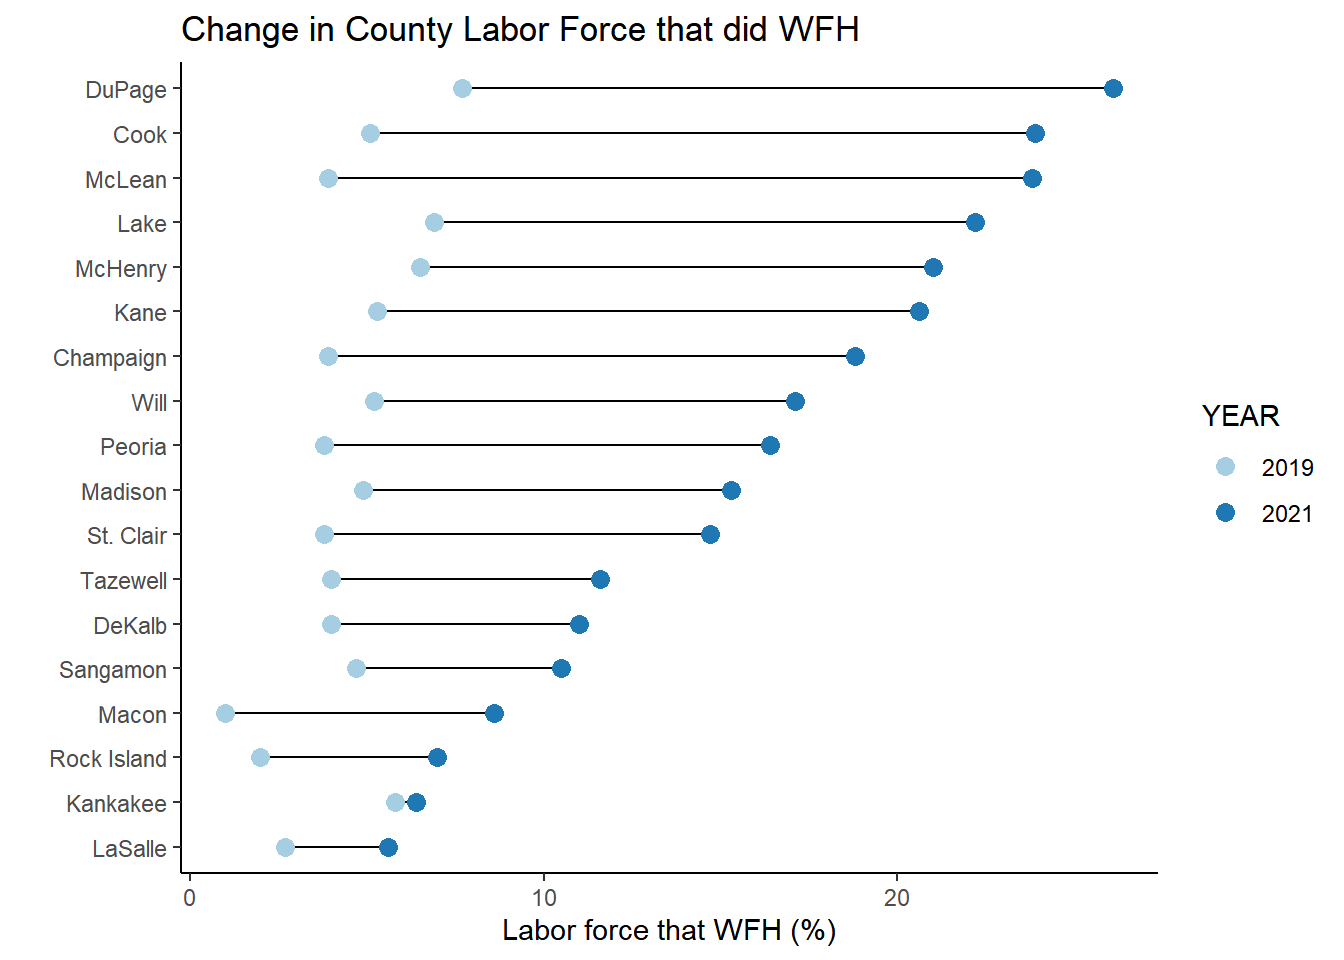 Change in County Labor Force that did WFH
DuPage
Cook
McLean
Lake
McHenry
Kane
Champaign
Will
Peoria
Madison
St. Clair
Tazewell
DeKalb
Sangamon
Macon
Rock Island
Kankakee
LaSalle
0 10 20
Labor force that WFH (%)
YEAR
2019
2021